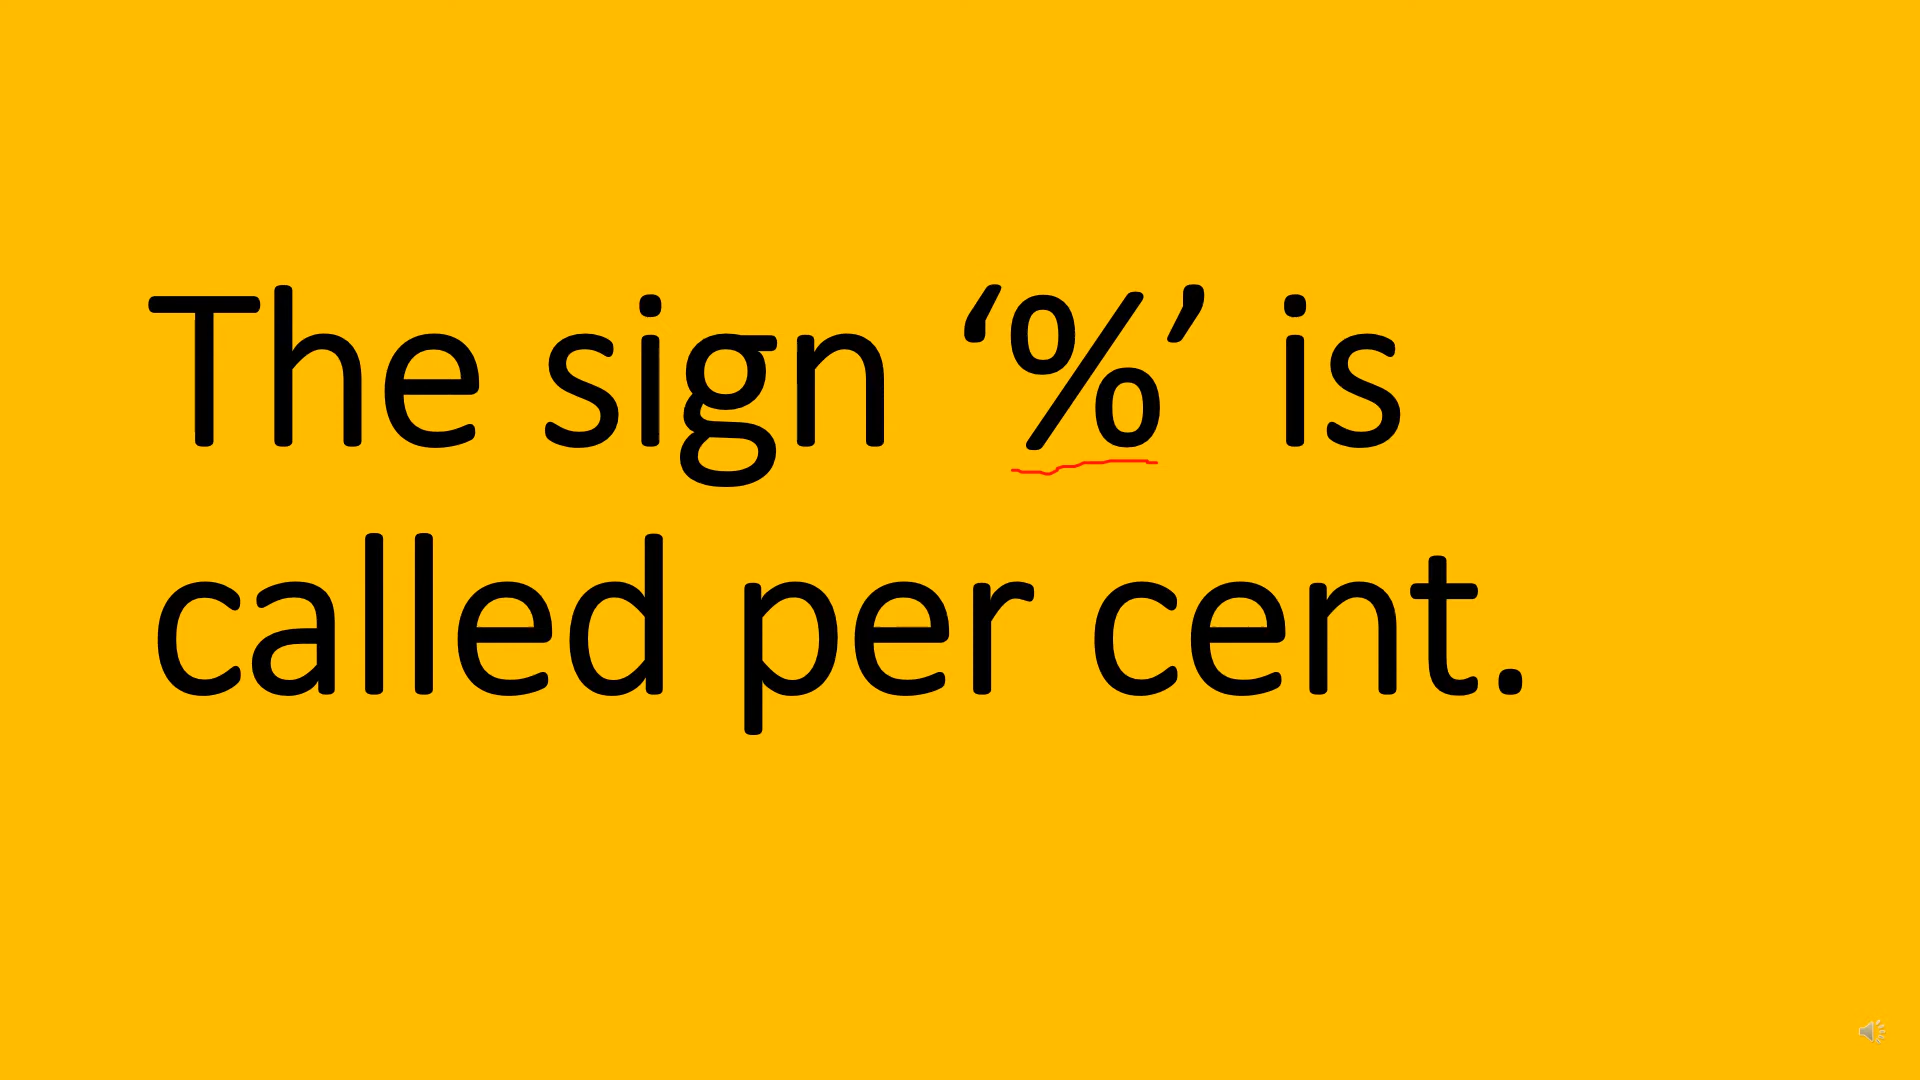 The sign ‘%’ is
called per cent.